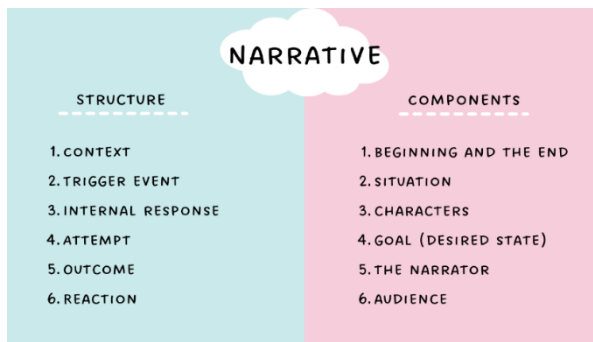 NARRATIVE
STRUCTURE
1. CONTEXT
2. TRIGGER EVENT
3. INTERNAL RESPONSE
4. ATTEMPT
5. OUTCOME
6. REACTION
COMPONENTS
1. BEGINNING AND THE END
2. SITUATION
3. CHARACTERS
4. GOAL (DESIRED STATE)
5. THE NARRATOR
6. AUDIENCE